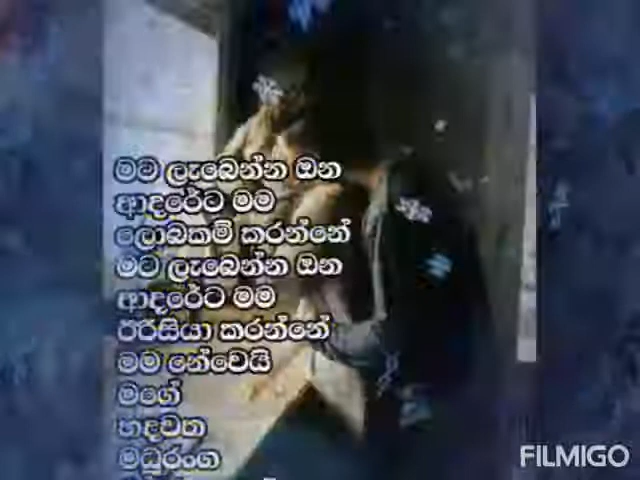 මට ලැබෙන්න ඕන
ආදරේට මම
ලොබකම් කරන්නේ
මට ලැබෙන්න ඕන
ආදරේට මම
ඊර්සියා කරන්නේ
මම නේවෙයි
මගේ
හදවත
මධුරංග
FILMIGO